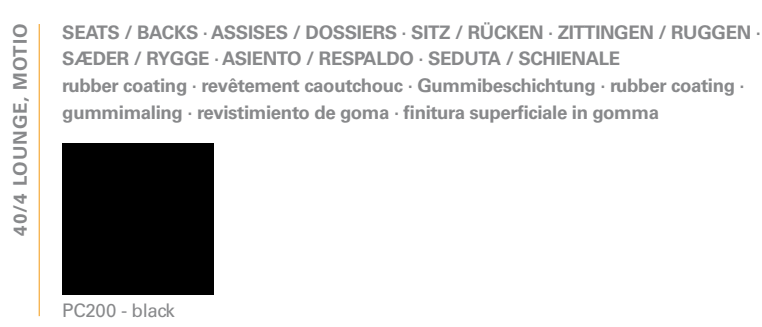 40/4 LOUNGE, MOTIO
SEATS / BACKS · ASSISES / DOSSIERS · SITZ / RÜCKEN · ZITTINGEN / RUGGEN ·
SÆDER / RYGGE · ASIENTO / RESPALDO · SEDUTA / SCHIENALE
rubber coating · revêtement caoutchouc · Gummibeschichtung · rubber coating ·
gummimaling · revistimiento de goma · finitura superficiale in gomma
PC200 - black